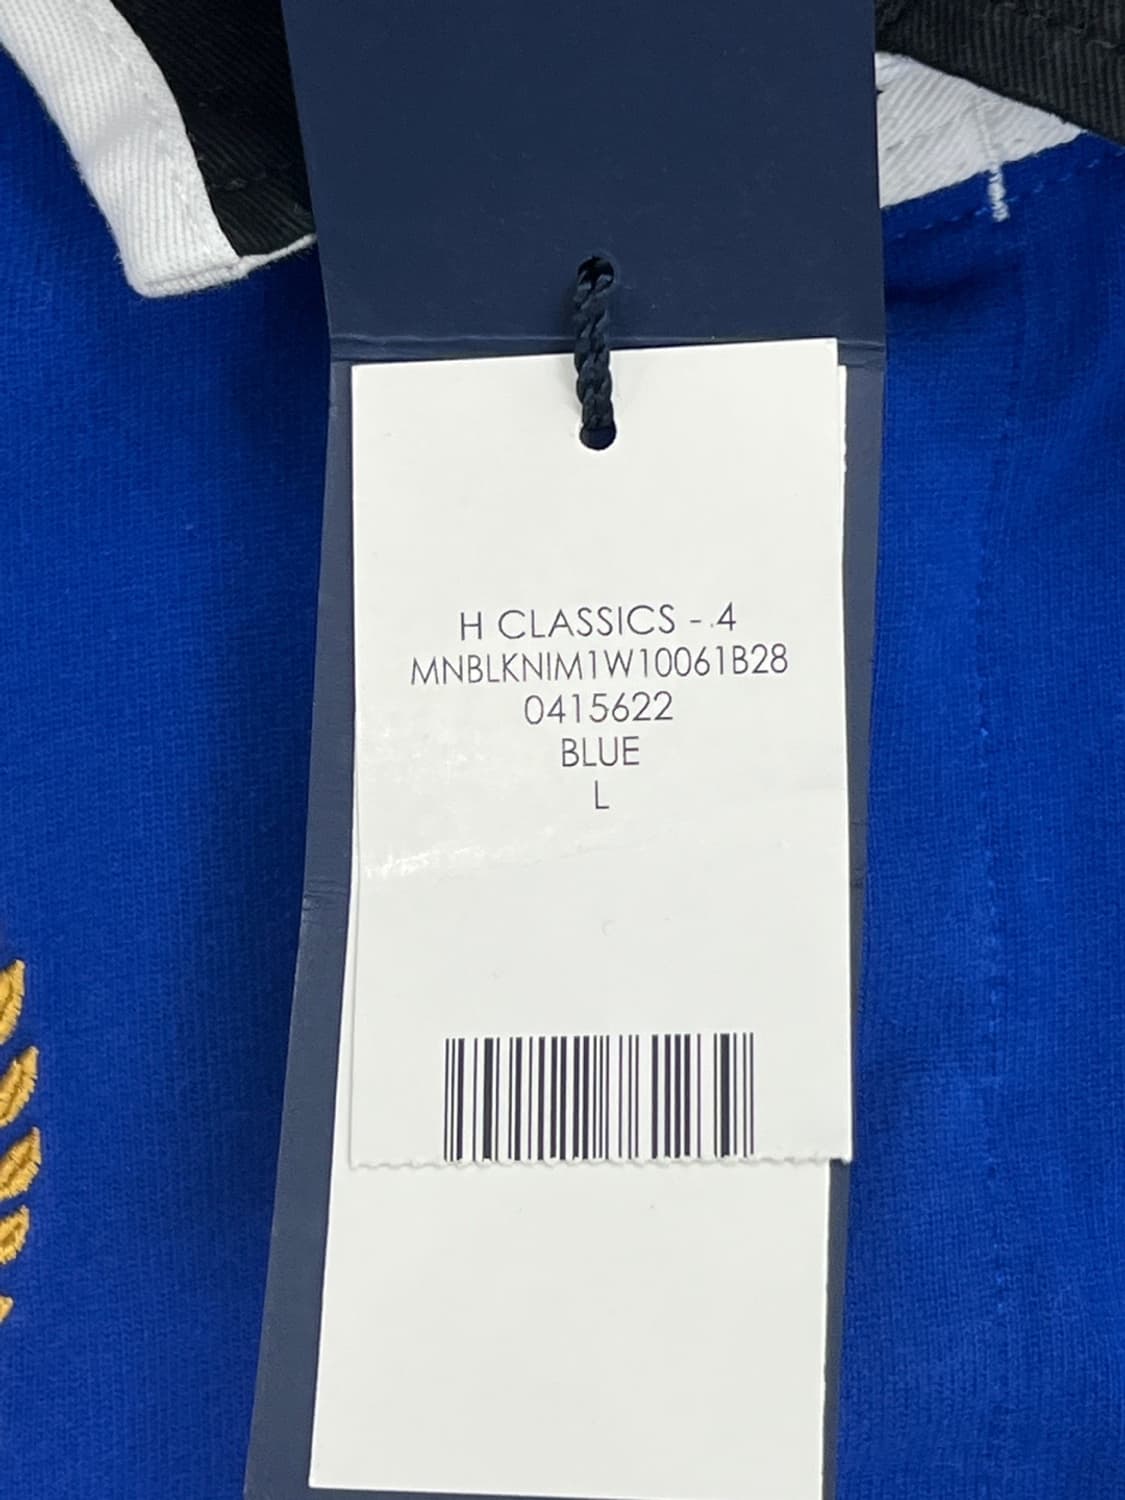 H CLASSICS - .4
MNBLKNIM1W10061B28
0415622
BLUE
L